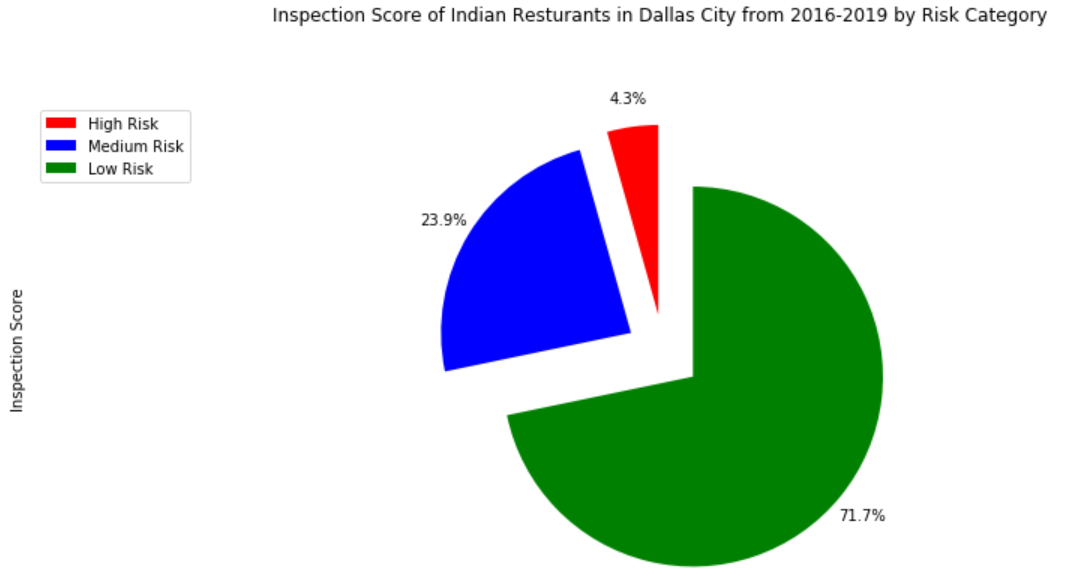 Inspection Score of Indian Resturants in Dallas City from 2016-2019 by Risk Category
4.3%
High Risk
Medium Risk
Low Risk
23.9%
Inspection Score
71.7%